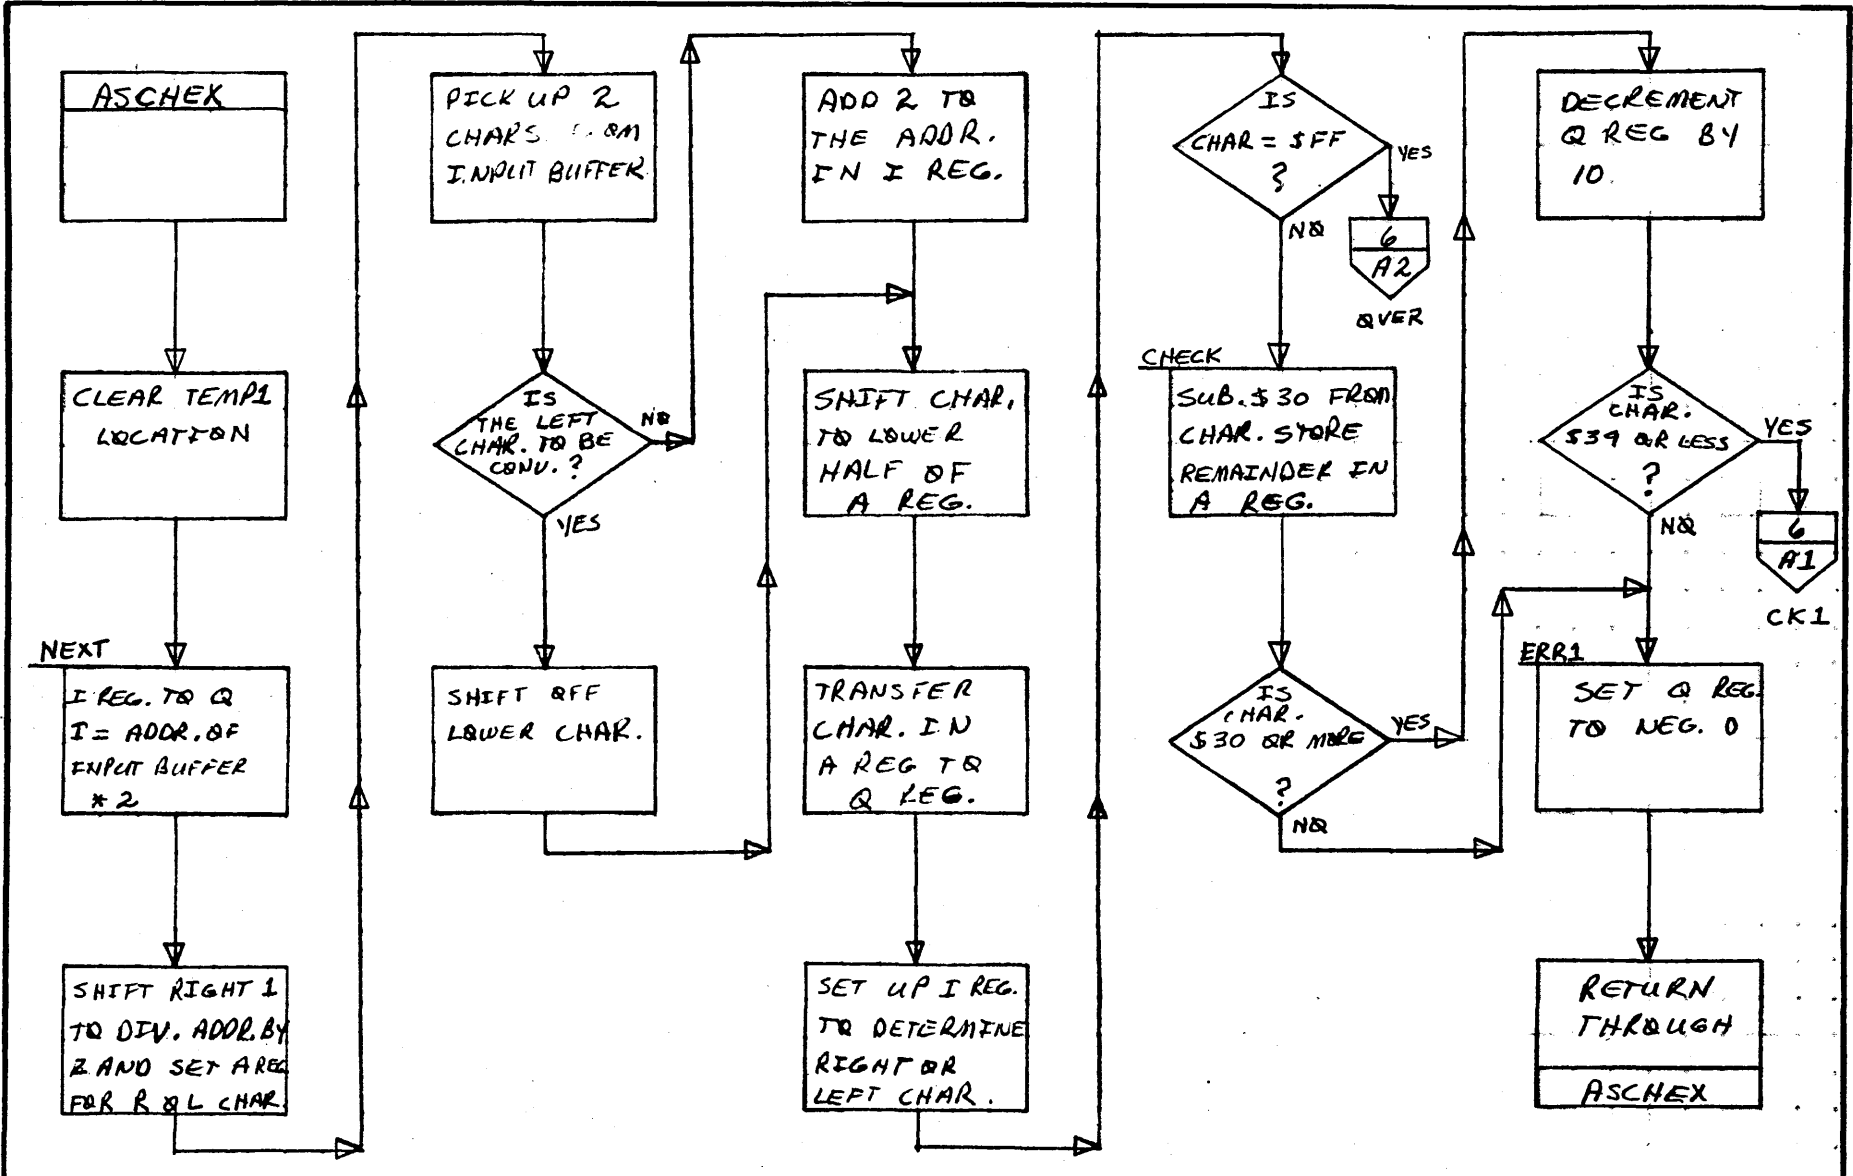 ASCHEX
CLEAR TEMP1
LOCATION
NEXT
I REG. TO Q
I = ADDR. OF
INPUT BUFFER
* 2
SHIFT RIGHT 1
TO DIV. ADDR. BY
2 AND SET A REG
FOR R O L CHAR.
PICK UP 2
CHARS
INPUT BUFFER
IS
THE LEFT
CHAR. TO BE
CONV. ?
NO
YES
SHIFT OFF
LOWER CHAR.
ADD 2 TO
THE ADDR.
IN I REG.
SHIFT CHAR.
TO LOWER
HALF OF
A REG.
TRANSFER
CHAR. IN
A REG TO
Q REG.
SET UP I REG.
TO DETERMINE
RIGHT OR
LEFT CHAR.
IS
CHAR = $FF
?
YES
NO
6
A2
OVER
CHECK
SUB. $30 FROM
CHAR. STORE
REMAINDER IN
A REG.
IS
CHAR.
$30 OR MORE
?
YES
NO
DECREMENT
Q REG BY
10
IS
CHAR.
$39 OR LESS
?
YES
NO
6
A1
CK1
ERR1
SET Q REG.
TO NEG. 0
RETURN
THROUGH
ASCHEX